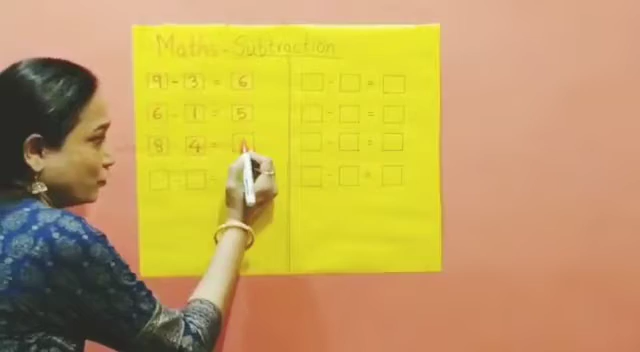 Maths - Subtraction
9 - 3 = 6
6 - 1 = 5
8 4 =
- =
- =
- =
- =
- =